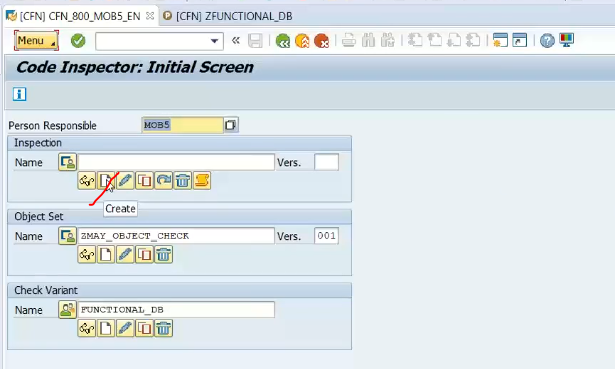 [CFN] CFN_800_MOB5_EN [CFN] ZFUNCTIONAL_DB
Menu
Code Inspector: Initial Screen
Person Responsible MOB5
Inspection
Name Vers.
Create
Object Set
Name ZMAY_OBJECT_CHECK Vers. 001
Check Variant
Name FUNCTIONAL_DB